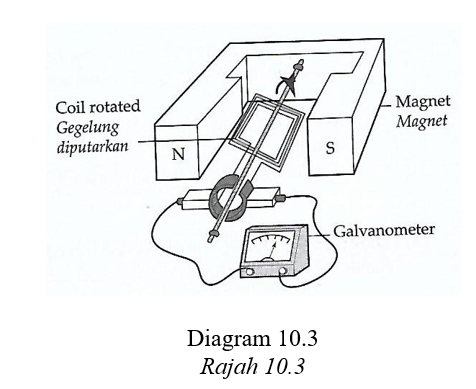 Coil rotated
Gegelung
diputarkan
N
S
Magnet
Magnet
Galvanometer
Diagram 10.3
Rajah 10.3